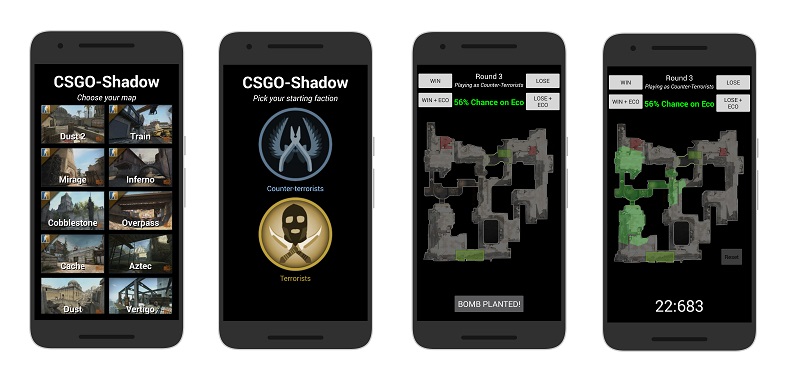 CSGO-Shadow
Choose your map
Dust 2
Train
Mirage
Inferno
Cobblestone
Overpass
Cache
Aztec
Dust
Vertigo
CSGO-Shadow
Pick your starting faction
Counter-terrorists
Terrorists
WIN
Round 3
Playing as Counter-Terrorists
LOSE
WIN + ECO
56% Chance on Eco
LOSE +
ECO
BOMB PLANTED!
WIN
Round 3
Playing as Counter-Terrorists
LOSE
WIN + ECO
56% Chance on Eco
LOSE +
ECO
Reset
22:683